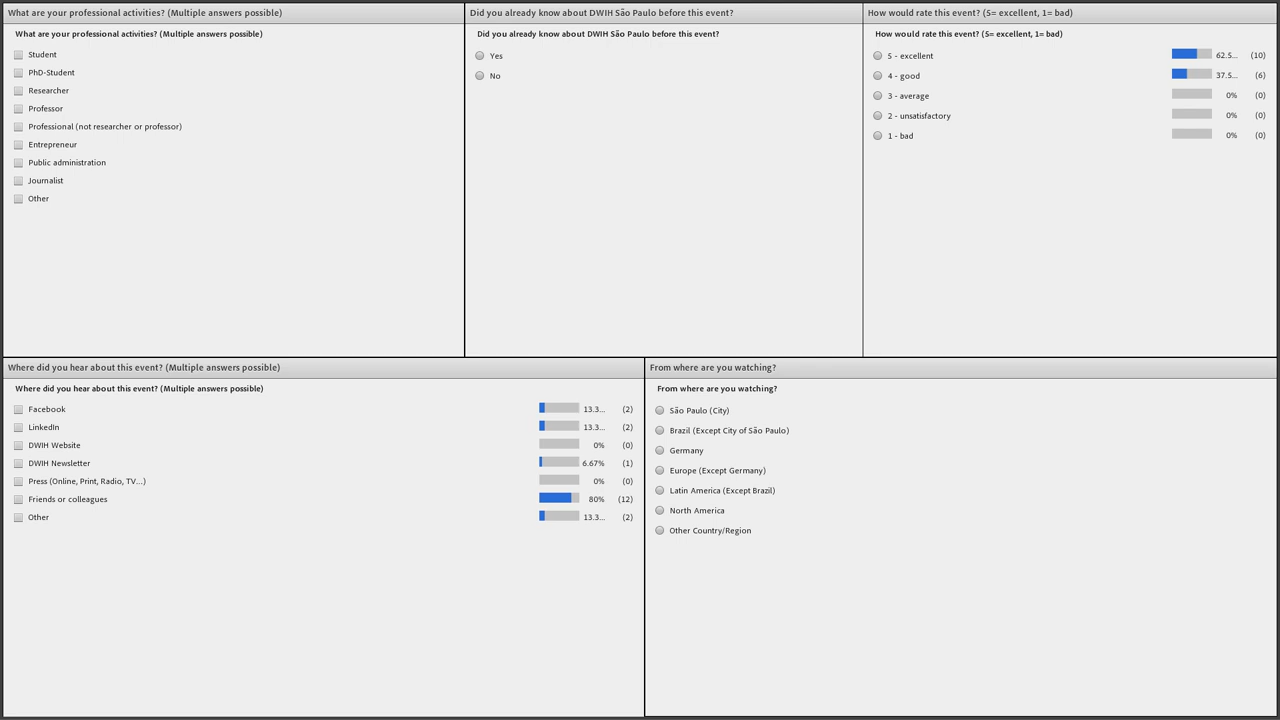 What are your professional activities? (Multiple answers possible)
What are your professional activities? (Multiple answers possible)
Student
PhD-Student
Researcher
Professor
Professional (not researcher or professor)
Entrepreneur
Public administration
Journalist
Other
Did you already know about DWIH São Paulo before this event?
Did you already know about DWIH São Paulo before this event?
Yes
No
How would rate this event? (5= excellent, 1= bad)
How would rate this event? (5= excellent, 1= bad)
5 - excellent 62.5... (10)
4 - good 37.5... (6)
3 - average 0% (0)
2 - unsatisfactory 0% (0)
1 - bad 0% (0)
Where did you hear about this event? (Multiple answers possible)
Where did you hear about this event? (Multiple answers possible)
Facebook 13.3... (2)
LinkedIn 13.3... (2)
DWIH Website 0% (0)
DWIH Newsletter 6.67% (1)
Press (Online, Print, Radio, TV...) 0% (0)
Friends or colleagues 80% (12)
Other 13.3... (2)
From where are you watching?
From where are you watching?
São Paulo (City)
Brazil (Except City of São Paulo)
Germany
Europe (Except Germany)
Latin America (Except Brazil)
North America
Other Country/Region